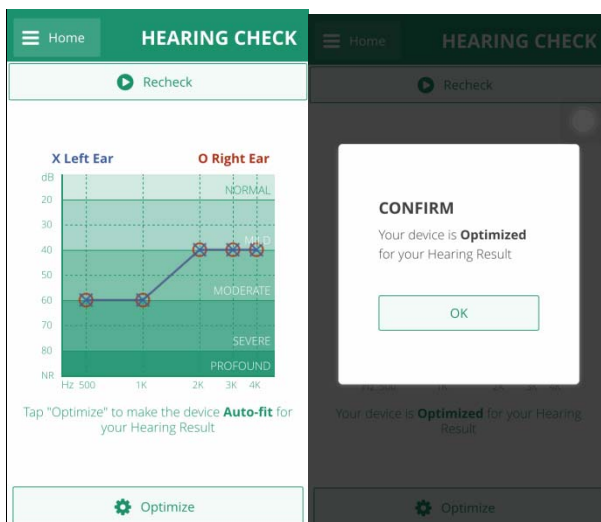 Home
HEARING CHECK
Recheck
X Left Ear
O Right Ear
dB
20
30
40
50
60
70
80
NR
NORMAL
MILD
MODERATE
SEVERE
PROFOUND
Hz 500 1K 2K 3K 4K
Tap "Optimize" to make the device Auto-fit for
your Hearing Result
Optimize
Home
HEARING CHECK
Recheck
CONFIRM
Your device is Optimized
for your Hearing Result
OK
Your device is Optimized for your Hearing
Result
Optimize